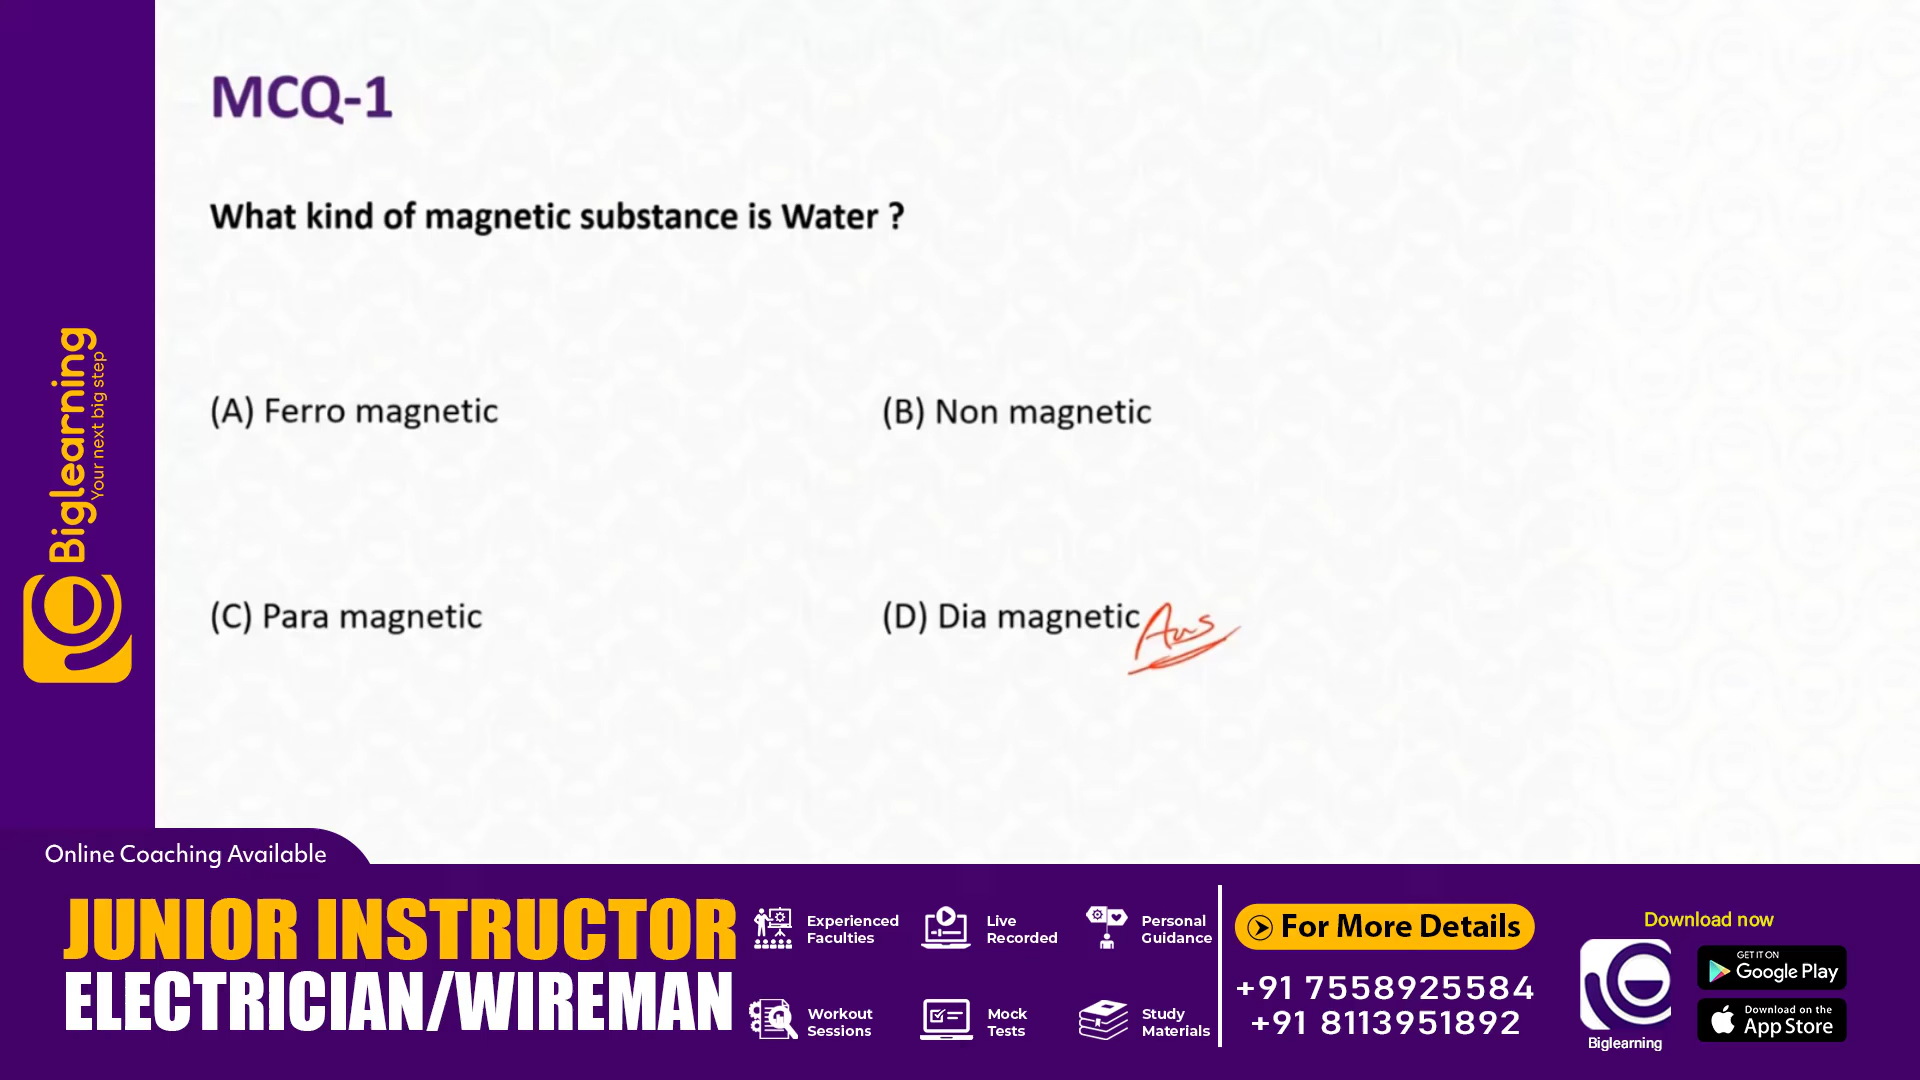 MCQ-1
What kind of magnetic substance is Water ?
(A) Ferro magnetic
(B) Non magnetic
(C) Para magnetic
(D) Dia magnetic Ans
Biglearning
Your next big step
Online Coaching Available
JUNIOR INSTRUCTOR
ELECTRICIAN/WIREMAN
Experienced
Faculties
Live
Recorded
Personal
Guidance
Workout
Sessions
Mock
Tests
Study
Materials
For More Details
+91 7558925584
+91 8113951892
Download now
Biglearning
GET IT ON
Google Play
Download on the
App Store